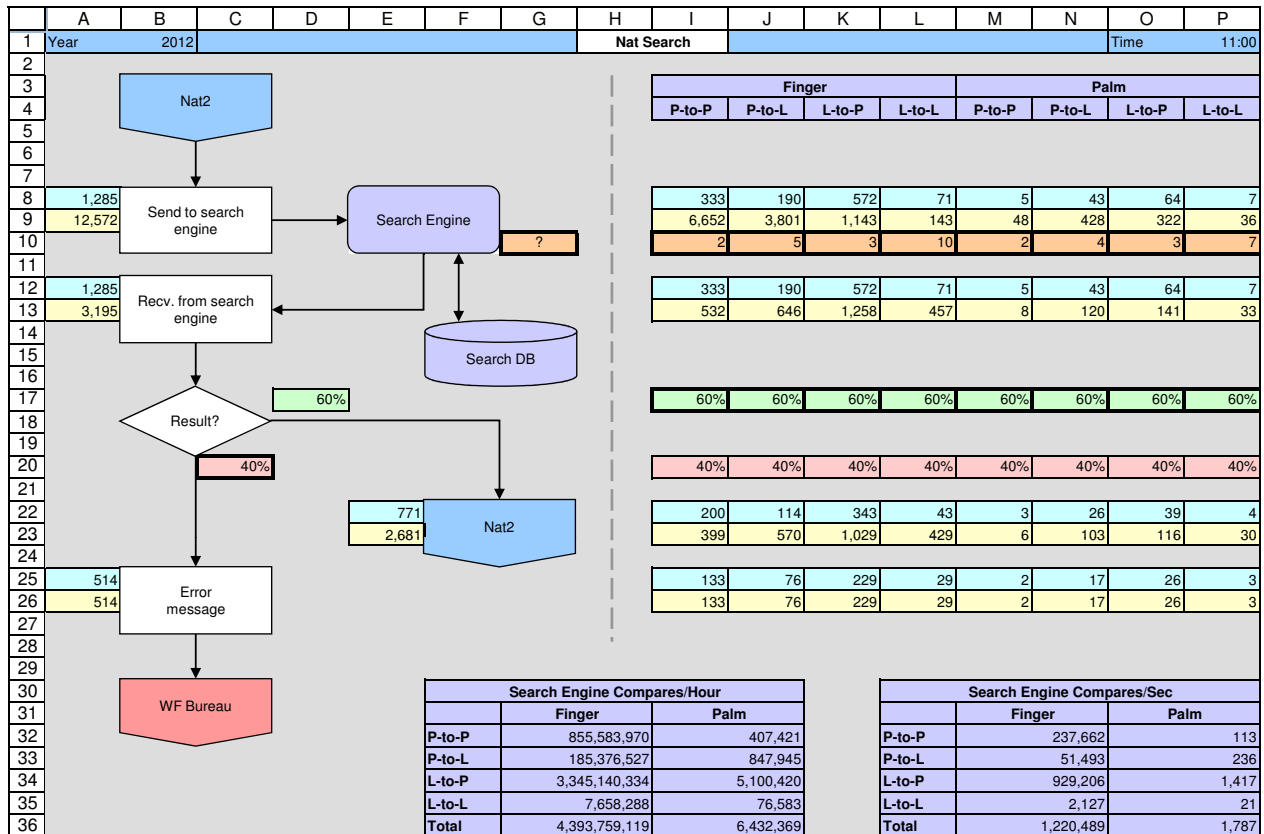 A B C D E F G H I J K L M N O P
1 Year 2012 Nat Search Time 11:00
2
3 Finger Palm
Nat2
4 P-to-P P-to-L L-to-P L-to-L P-to-P P-to-L L-to-P L-to-L
5
6
7
8 1,285 333 190 572 71 5 43 64 7
Send to search
engine
Search Engine
9 12,572 6,652 3,801 1,143 143 48 428 322 36
10 ? 2 5 3 10 2 4 3 7
11
12 1,285 333 190 572 71 5 43 64 7
Recv. from search
engine
13 3,195 532 646 1,258 457 8 120 141 33
14
15 Search DB
16
17 60% 60% 60% 60% 60% 60% 60% 60% 60%
18 Result?
19
20 40% 40% 40% 40% 40% 40% 40% 40% 40%
21
22 771 200 114 343 43 3 26 39 4
Nat2
23 2,681 399 570 1,029 429 6 103 116 30
24
25 514 133 76 229 29 2 17 26 3
Error
message
26 514 133 76 229 29 2 17 26 3
27
28
29
30 Search Engine Compares/Hour Search Engine Compares/Sec
WF Bureau
31 Finger Palm Finger Palm
32 P-to-P 855,583,970 407,421 P-to-P 237,662 113
33 P-to-L 185,376,527 847,945 P-to-L 51,493 236
34 L-to-P 3,345,140,334 5,100,420 L-to-P 929,206 1,417
35 L-to-L 7,658,288 76,583 L-to-L 2,127 21
36 Total 4,393,759,119 6,432,369 Total 1,220,489 1,787